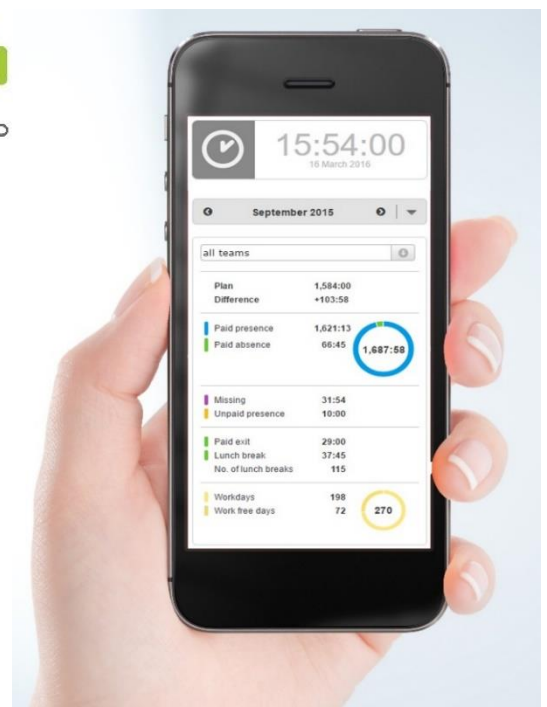 15:54:00
16 March 2016
September 2015
all teams
Plan 1,584:00
Difference +103:58
Paid presence 1,621:13
Paid absence 66:45
1,687:58
Missing 31:54
Unpaid presence 10:00
Paid exit 29:00
Lunch break 37:45
No. of lunch breaks 115
Workdays 198
Work free days 72
270